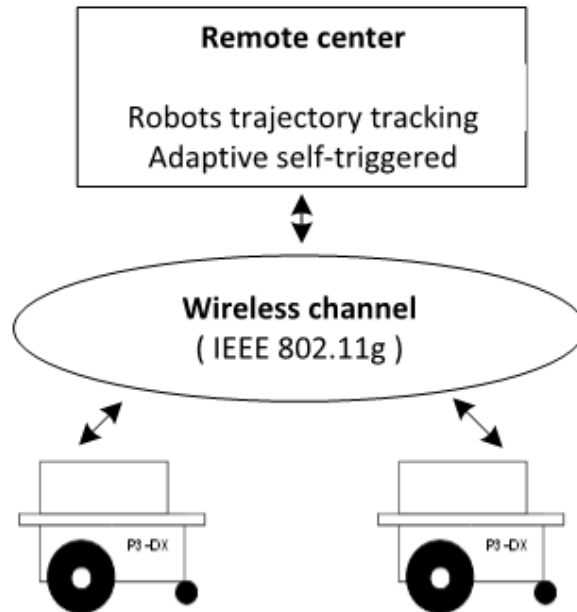 Remote center
Robots trajectory tracking
Adaptive self-triggered
Wireless channel
( IEEE 802.11g )
P3-DX
P3-DX